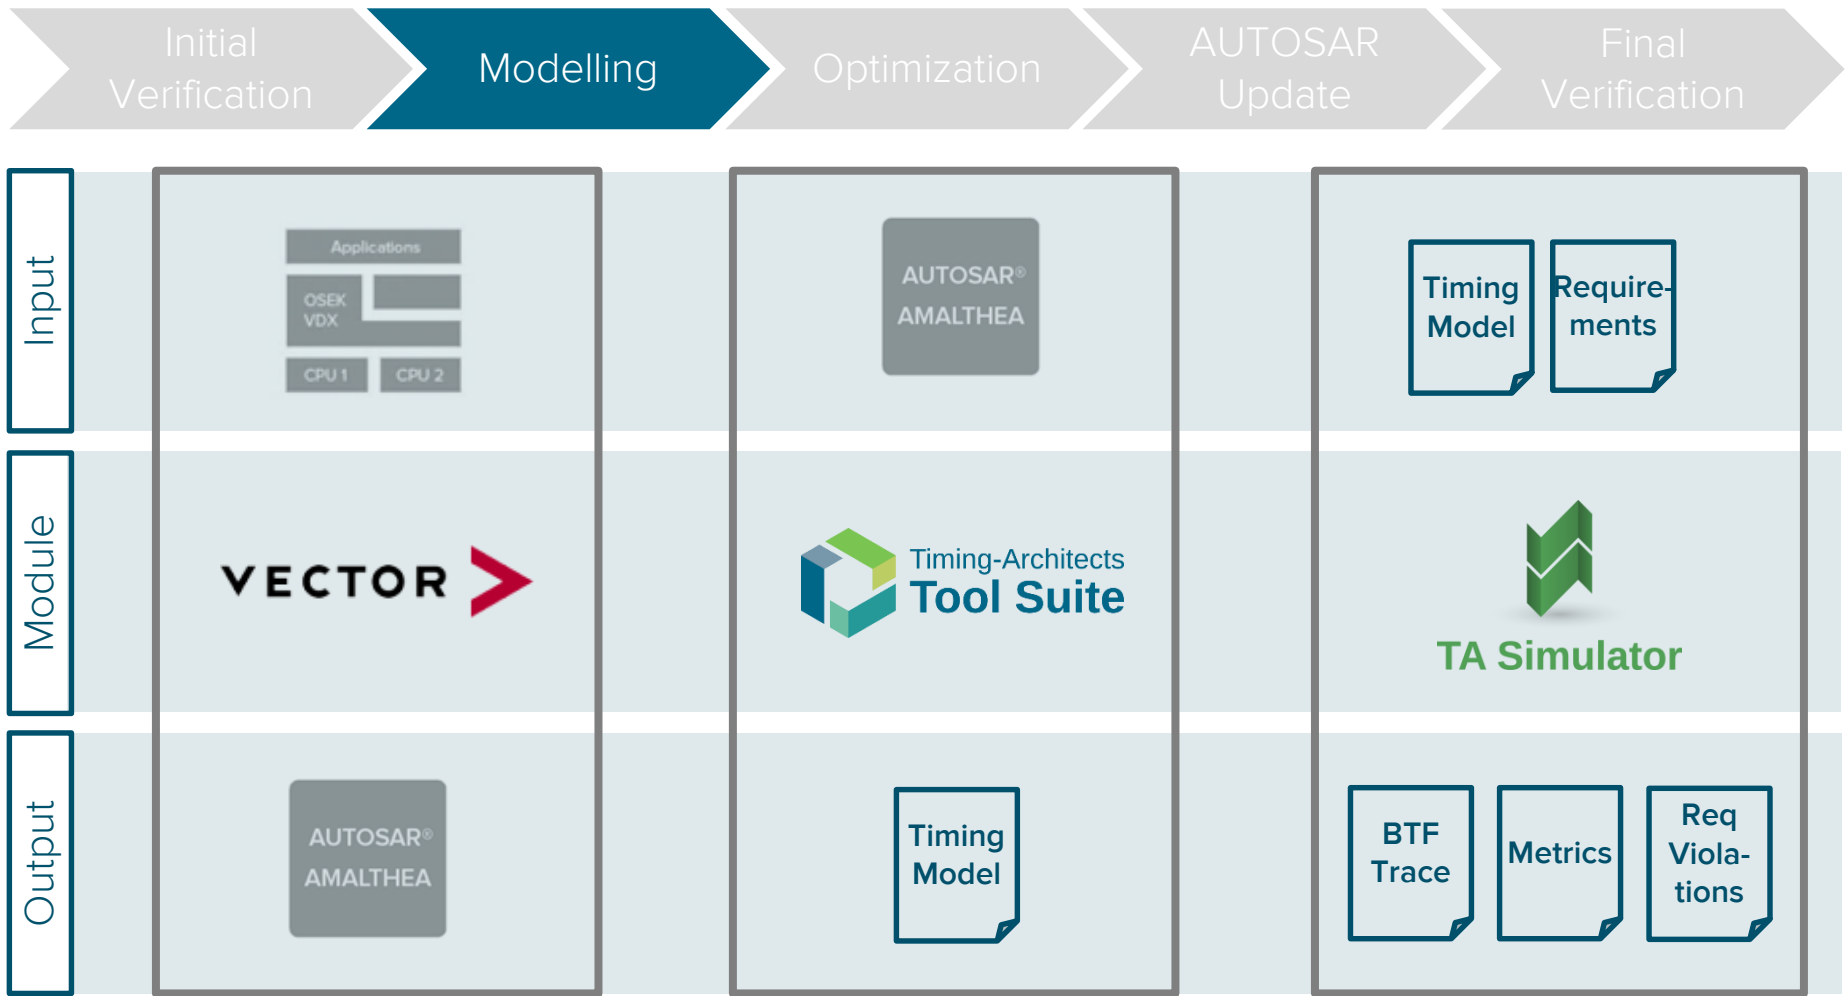 Initial
Verification
Modelling
Optimization
AUTOSAR
Update
Final
Verification
Input
Applications
OSEK
VDX
CPU 1
CPU 2
AUTOSAR®
AMALTHEA
Timing
Model
Require-
ments
Module
VECTOR
Timing-Architects
Tool Suite
TA Simulator
Output
AUTOSAR®
AMALTHEA
Timing
Model
BTF
Trace
Metrics
Req
Viola-
tions